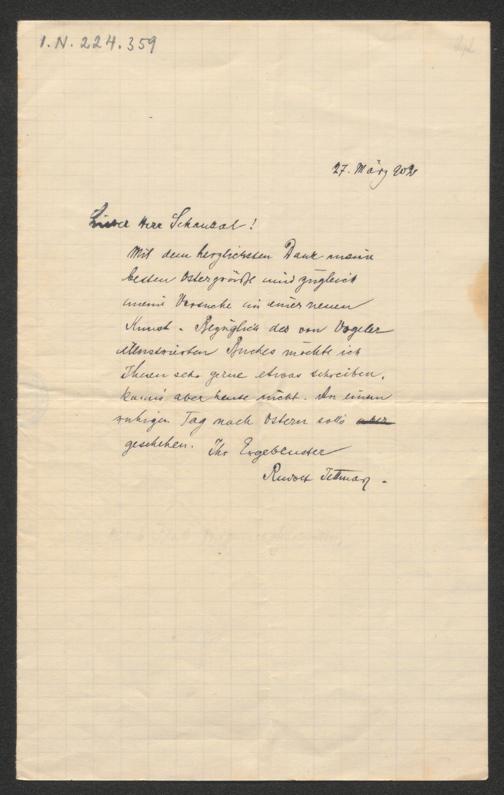 I.N. 224.359
27. März 902
Lieber Herr Schaukal!
Mit dem herzlichsten Dank meine
besten Ostergrüße und zugleich
meine Versuche in einer neuen
Kunst. Bezüglich des von Vogeler
illustrierten Buches möchte ich
Ihnen sehr gerne etwas schreiben,
kann's aber heute nicht. An einem
ruhigen Tag nach Ostern soll's aber
geschehen. Ihr Ergebenster
Rudolf